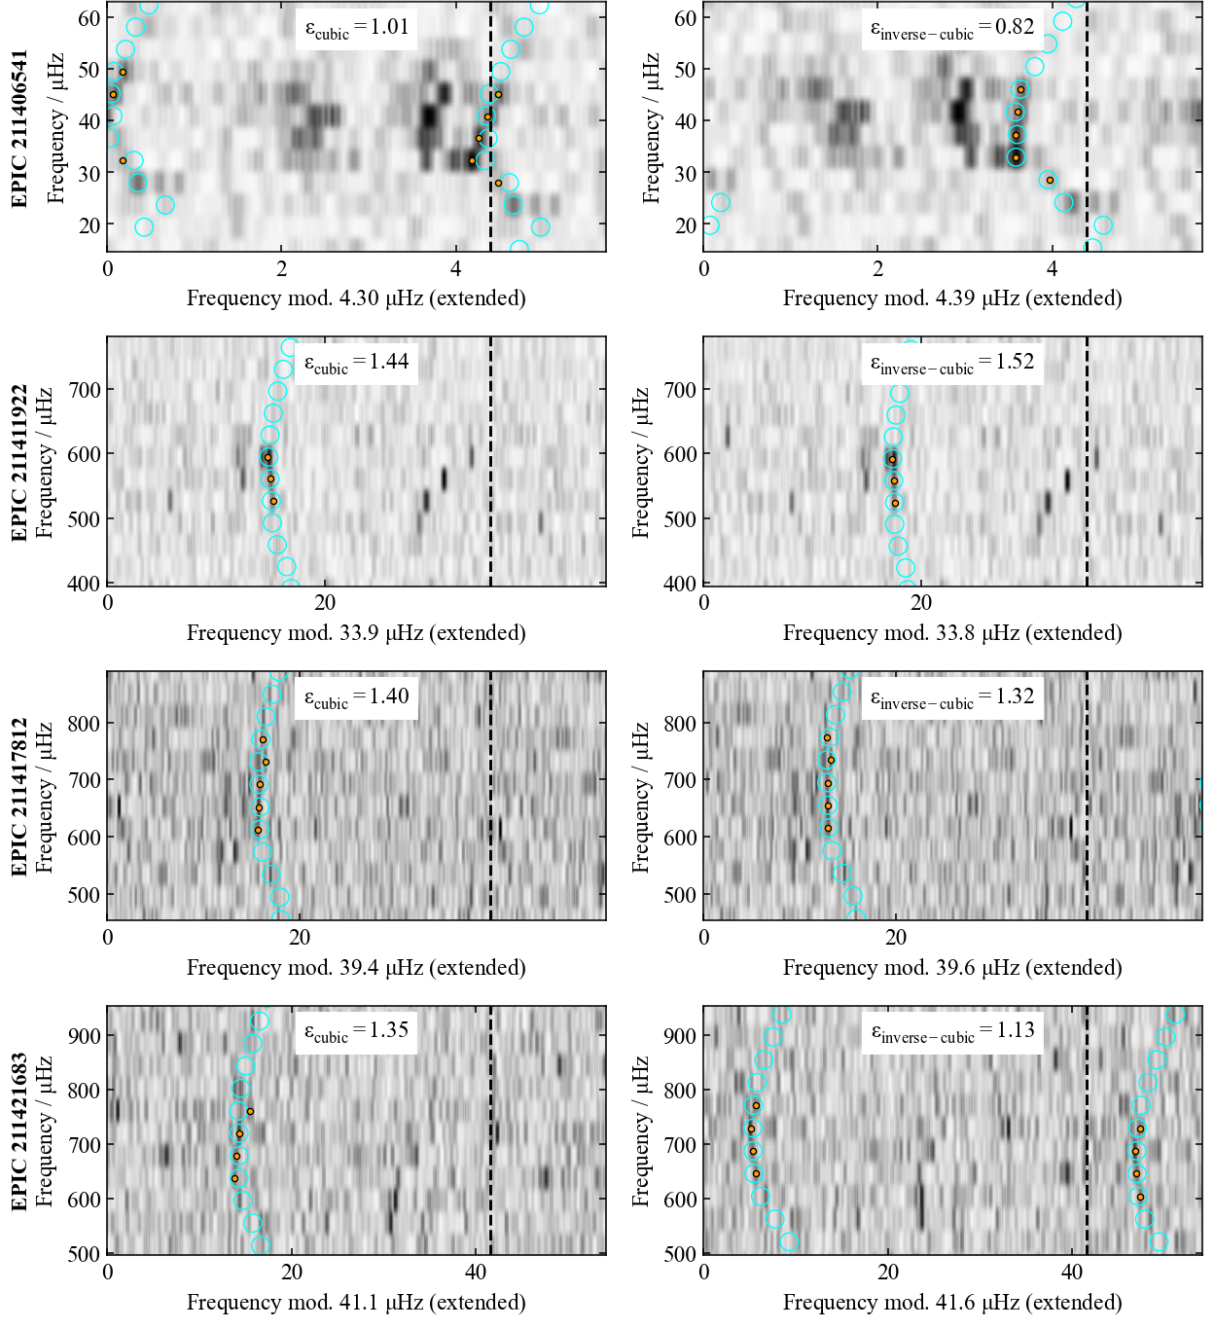 EPIC 211406541
Frequency / μHz
60
50
40
30
20
ε_cubic = 1.01
0 2 4
Frequency mod. 4.30 μHz (extended)
Frequency / μHz
60
50
40
30
20
ε_inverse−cubic = 0.82
0 2 4
Frequency mod. 4.39 μHz (extended)
EPIC 211411922
Frequency / μHz
700
600
500
400
ε_cubic = 1.44
0 20
Frequency mod. 33.9 μHz (extended)
Frequency / μHz
700
600
500
400
ε_inverse−cubic = 1.52
0 20
Frequency mod. 33.8 μHz (extended)
EPIC 211417812
Frequency / μHz
800
700
600
500
ε_cubic = 1.40
0 20
Frequency mod. 39.4 μHz (extended)
Frequency / μHz
800
700
600
500
ε_inverse−cubic = 1.32
0 20
Frequency mod. 39.6 μHz (extended)
EPIC 211421683
Frequency / μHz
900
800
700
600
500
ε_cubic = 1.35
0 20 40
Frequency mod. 41.1 μHz (extended)
Frequency / μHz
900
800
700
600
500
ε_inverse−cubic = 1.13
0 20 40
Frequency mod. 41.6 μHz (extended)